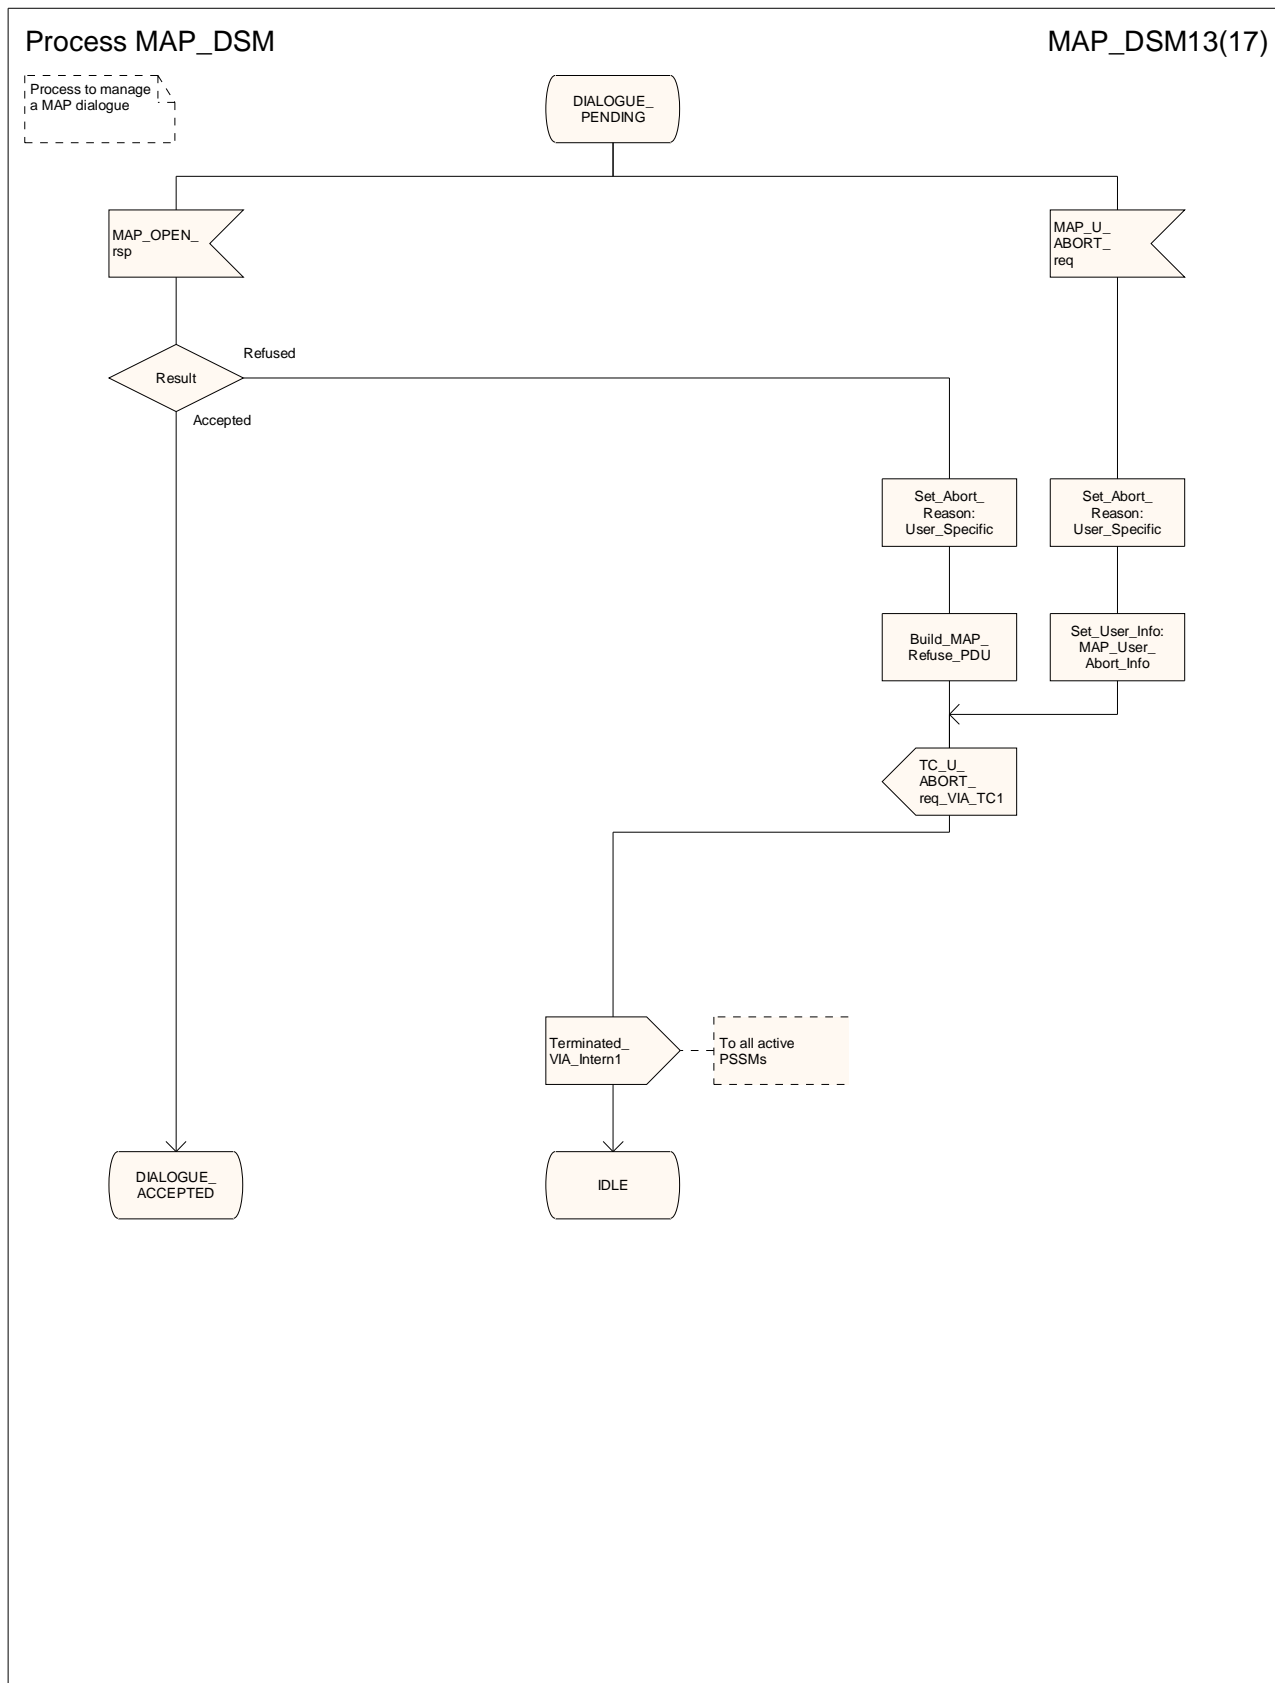 Process MAP_DSM
MAP_DSM13(17)
Process to manage
a MAP dialogue
DIALOGUE_
PENDING
MAP_OPEN_
rsp
MAP_U_
ABORT_
req
Refused
Result
Accepted
Set_Abort_
Reason:
User_Specific
Set_Abort_
Reason:
User_Specific
Build_MAP_
Refuse_PDU
Set_User_Info:
MAP_User_
Abort_Info
TC_U_
ABORT_
req_VIA_TC1
Terminated_
VIA_Intern1
To all active
PSSMs
DIALOGUE_
ACCEPTED
IDLE